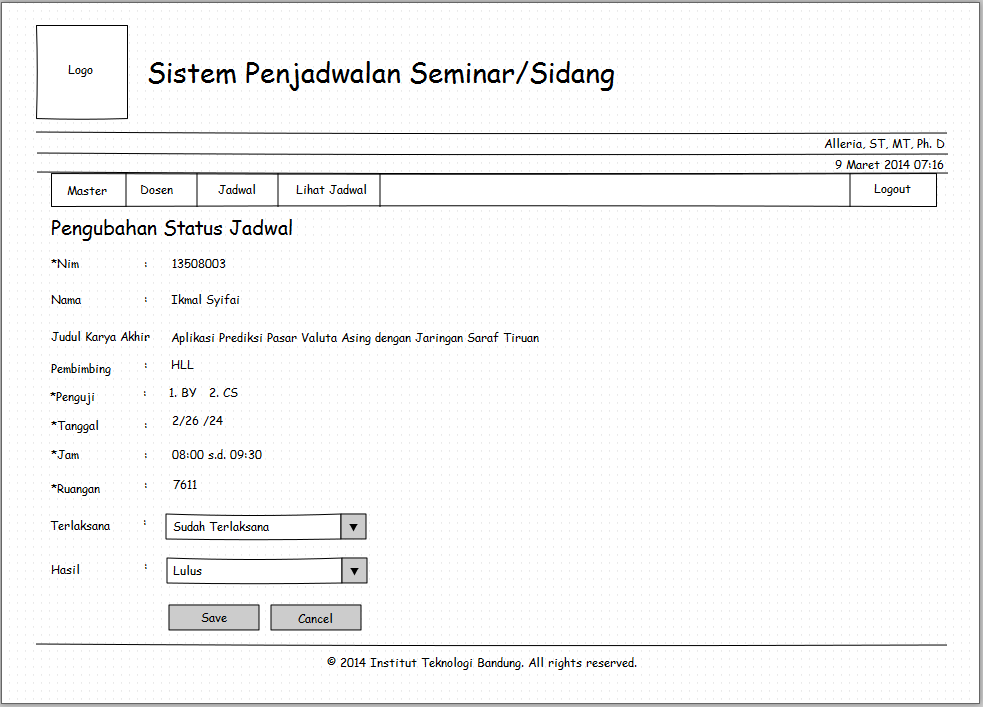 Logo
Sistem Penjadwalan Seminar/Sidang
Alleria, ST, MT, Ph. D
9 Maret 2014 07:16
Master Dosen Jadwal Lihat Jadwal Logout
Pengubahan Status Jadwal
*Nim : 13508003
Nama : Ikmal Syifai
Judul Karya Akhir Aplikasi Prediksi Pasar Valuta Asing dengan Jaringan Saraf Tiruan
Pembimbing : HLL
*Penguji : 1. BY 2. CS
*Tanggal : 2/26 /24
*Jam : 08:00 s.d. 09:30
*Ruangan : 7611
Terlaksana : Sudah Terlaksana
Hasil : Lulus
Save Cancel
© 2014 Institut Teknologi Bandung. All rights reserved.